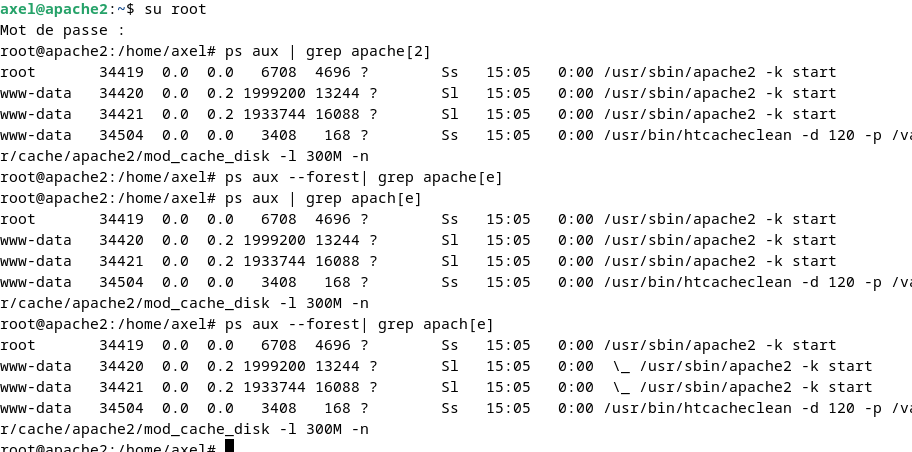 axel@apache2:~$ su root
Mot de passe :
root@apache2:/home/axel# ps aux | grep apache[2]
root       34419  0.0  0.0   6708  4696 ?        Ss   15:05   0:00 /usr/sbin/apache2 -k start
www-data   34420  0.0  0.2 1999200 13244 ?       Sl   15:05   0:00 /usr/sbin/apache2 -k start
www-data   34421  0.0  0.2 1933744 16088 ?       Sl   15:05   0:00 /usr/sbin/apache2 -k start
www-data   34504  0.0  0.0   3408   168 ?        Ss   15:05   0:00 /usr/bin/htcacheclean -d 120 -p /va
r/cache/apache2/mod_cache_disk -l 300M -n
root@apache2:/home/axel# ps aux --forest| grep apache[e]
root@apache2:/home/axel# ps aux | grep apach[e]
root       34419  0.0  0.0   6708  4696 ?        Ss   15:05   0:00 /usr/sbin/apache2 -k start
www-data   34420  0.0  0.2 1999200 13244 ?       Sl   15:05   0:00 /usr/sbin/apache2 -k start
www-data   34421  0.0  0.2 1933744 16088 ?       Sl   15:05   0:00 /usr/sbin/apache2 -k start
www-data   34504  0.0  0.0   3408   168 ?        Ss   15:05   0:00 /usr/bin/htcacheclean -d 120 -p /va
r/cache/apache2/mod_cache_disk -l 300M -n
root@apache2:/home/axel# ps aux --forest| grep apach[e]
root       34419  0.0  0.0   6708  4696 ?        Ss   15:05   0:00 /usr/sbin/apache2 -k start
www-data   34420  0.0  0.2 1999200 13244 ?       Sl   15:05   0:00  \_ /usr/sbin/apache2 -k start
www-data   34421  0.0  0.2 1933744 16088 ?       Sl   15:05   0:00  \_ /usr/sbin/apache2 -k start
www-data   34504  0.0  0.0   3408   168 ?        Ss   15:05   0:00 /usr/bin/htcacheclean -d 120 -p /va
r/cache/apache2/mod_cache_disk -l 300M -n
root@apache2:/home/axel#